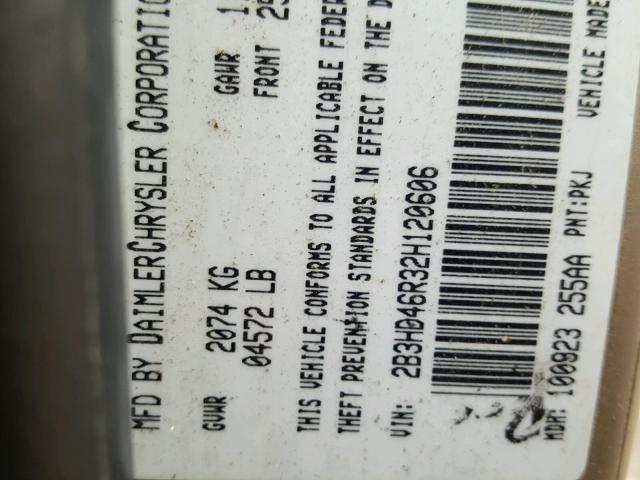 MFD BY DAIMLERCHRYSLER CORPORATION
GAWR
FRONT
GVWR 2074 KG
04572 LB
THIS VEHICLE CONFORMS TO ALL APPLICABLE FEDER
THEFT PREVENTION STANDARDS IN EFFECT ON THE D
VIN: 2B3HD46R32H120606
VEHICLE MADE
MDH: 100923 255AA PNT:PKJ